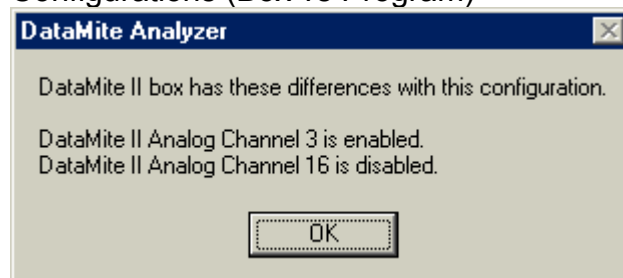 Configurations (Box vs Program)
DataMite Analyzer
DataMite II box has these differences with this configuration.
DataMite II Analog Channel 3 is enabled.
DataMite II Analog Channel 16 is disabled.
OK